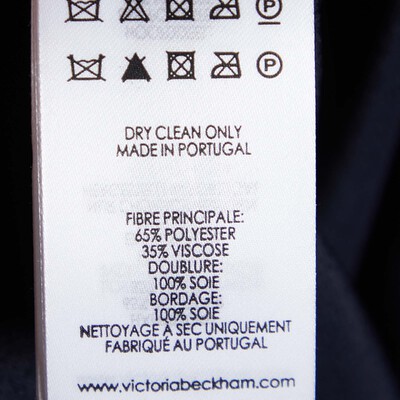 P
P
DRY CLEAN ONLY
MADE IN PORTUGAL
FIBRE PRINCIPALE:
65% POLYESTER
35% VISCOSE
DOUBLURE:
100% SOIE
BORDAGE:
100% SOIE
NETTOYAGE À SEC UNIQUEMENT
FABRIQUÉ AU PORTUGAL
www.victoriabeckham.com